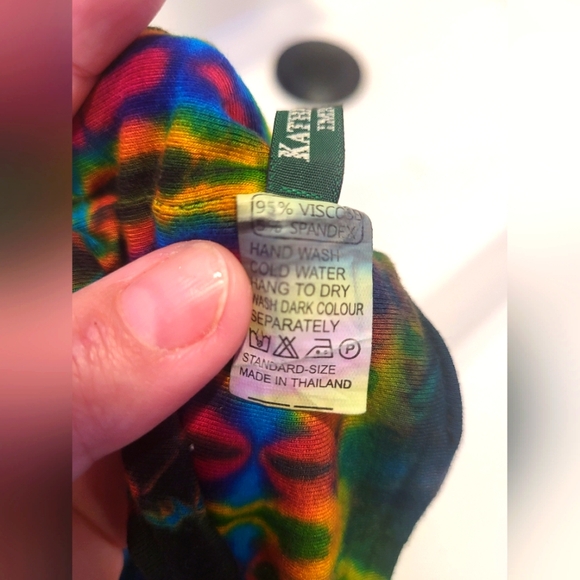 95% VISCOSE
5% SPANDEX
HAND WASH
COLD WATER
HANG TO DRY
WASH DARK COLOUR
SEPARATELY
P
STANDARD-SIZE
MADE IN THAILAND